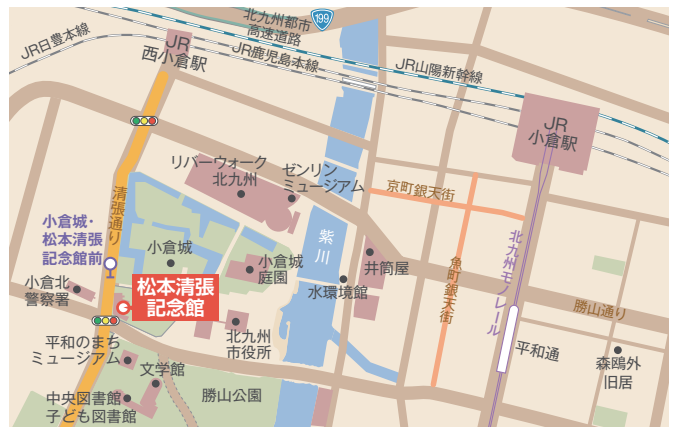 北九州都市
高速道路
199
JR日豊本線
JR
西小倉駅
JR鹿児島本線
JR山陽新幹線
JR
小倉駅
リバーウォーク
北九州
ゼンリン
ミュージアム
京町銀天街
清張通り
小倉城・
松本清張
記念館前
小倉城
小倉城
庭園
紫川
井筒屋
魚町銀天街
北九州モノレール
小倉北
警察署
松本清張
記念館
水環境館
勝山通り
北九州
市役所
平和のまち
ミュージアム
平和通
文学館
森鴎外
旧居
中央図書館
子ども図書館
勝山公園